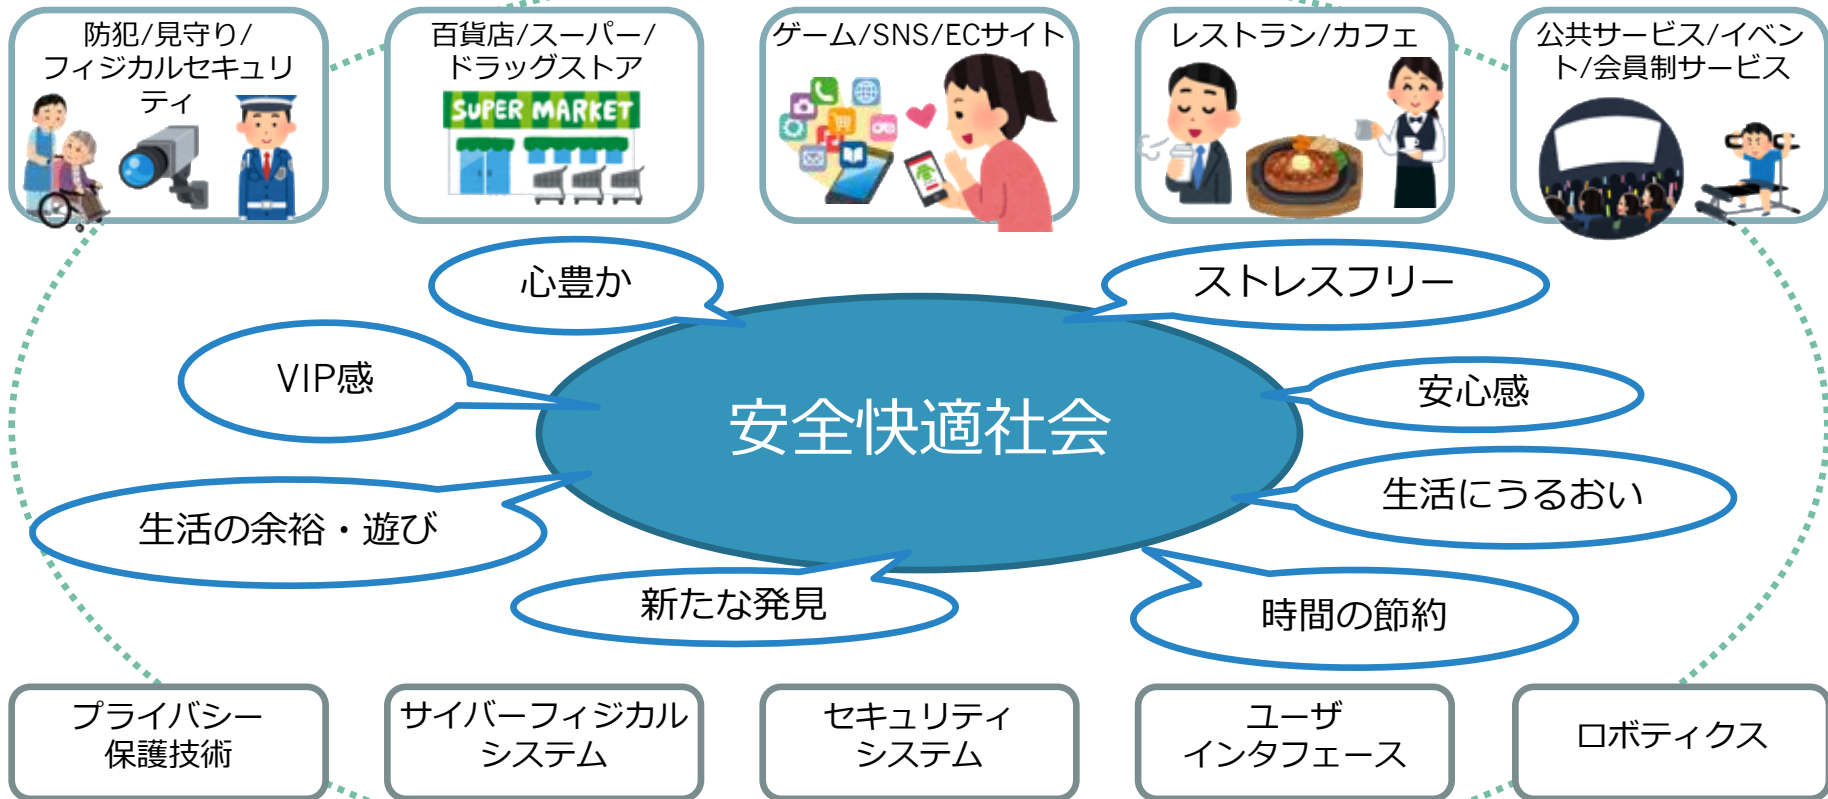 防犯/見守り/
フィジカルセキュリ
ティ
百貨店/スーパー/
ドラッグストア
SUPER MARKET
ゲーム/SNS/ECサイト
レストラン/カフェ
公共サービス/イベン
ト/会員制サービス
心豊か
ストレスフリー
VIP感
安心感
安全快適社会
生活の余裕・遊び
生活にうるおい
新たな発見
時間の節約
プライバシー
保護技術
サイバーフィジカル
システム
セキュリティ
システム
ユーザ
インタフェース
ロボティクス